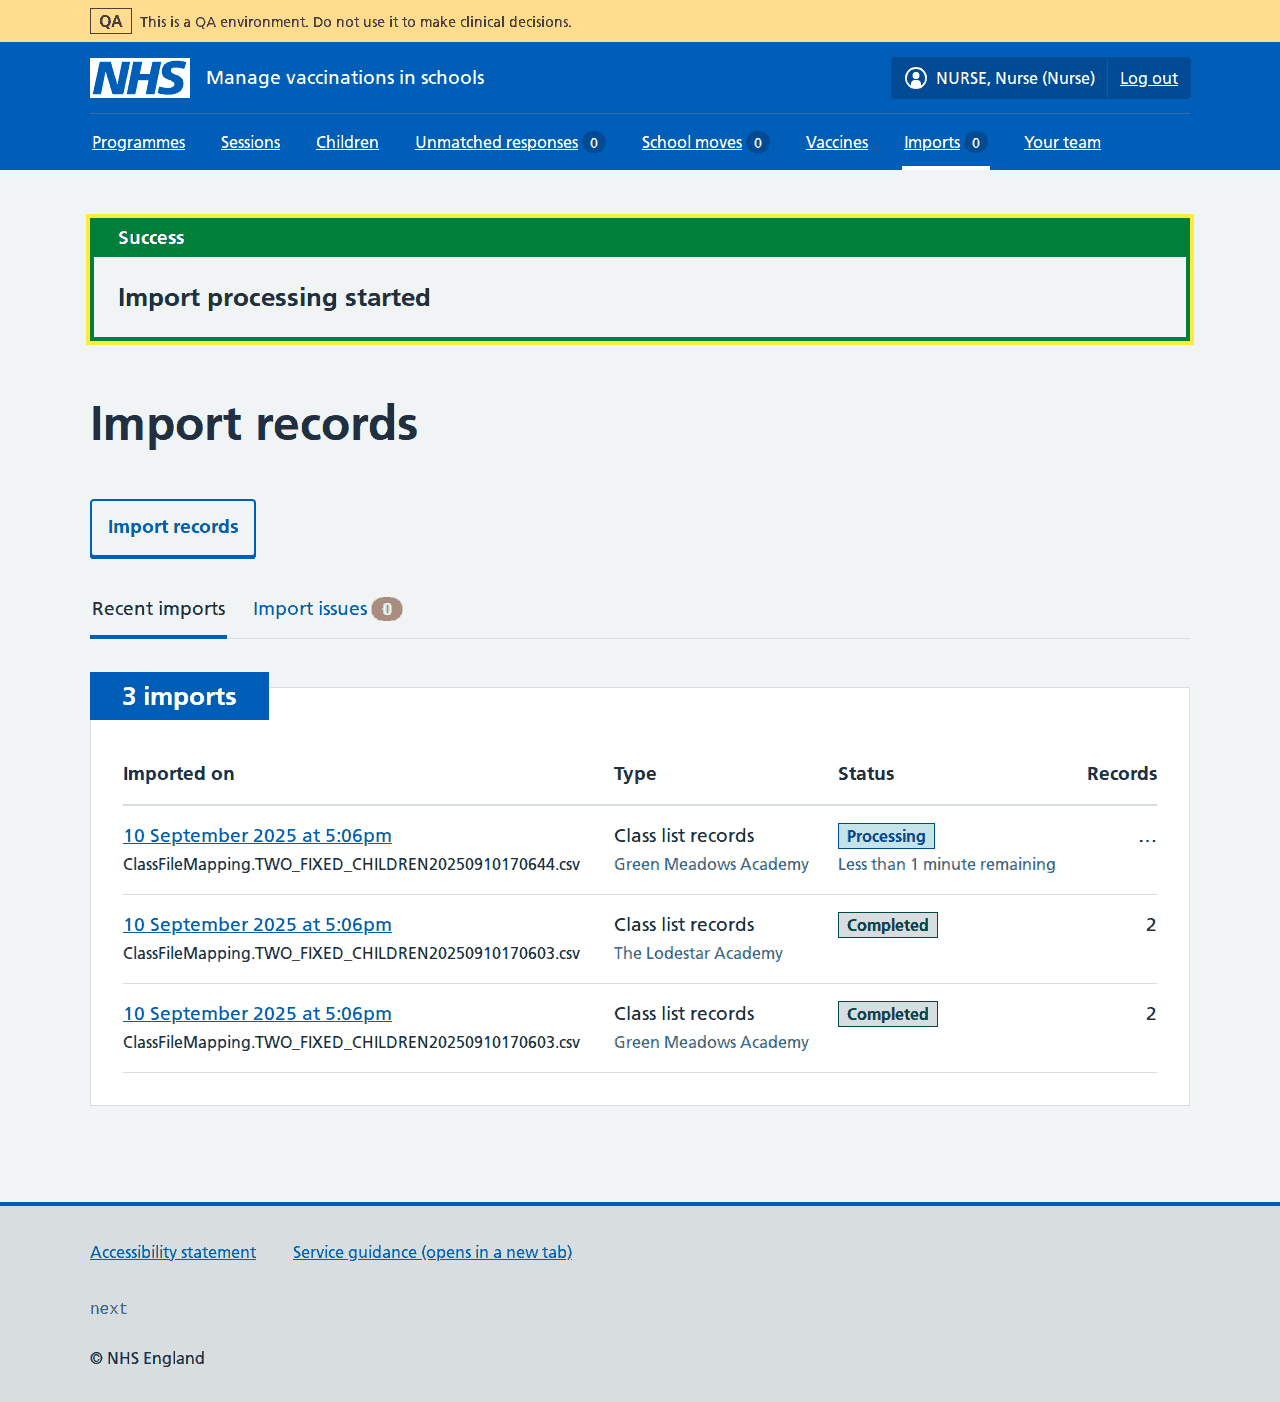 QA This is a QA environment. Do not use it to make clinical decisions.
NHS Manage vaccinations in schools NURSE, Nurse (Nurse) Log out
Programmes Sessions Children Unmatched responses 0 School moves 0 Vaccines Imports 0 Your team
Success
Import processing started
Import records
Import records
Recent imports Import issues 0
3 imports
Imported on Type Status Records
10 September 2025 at 5:06pm Class list records Processing ...
ClassFileMapping.TWO_FIXED_CHILDREN20250910170644.csv Green Meadows Academy Less than 1 minute remaining
10 September 2025 at 5:06pm Class list records Completed 2
ClassFileMapping.TWO_FIXED_CHILDREN20250910170603.csv The Lodestar Academy
10 September 2025 at 5:06pm Class list records Completed 2
ClassFileMapping.TWO_FIXED_CHILDREN20250910170603.csv Green Meadows Academy
Accessibility statement Service guidance (opens in a new tab)
next
© NHS England